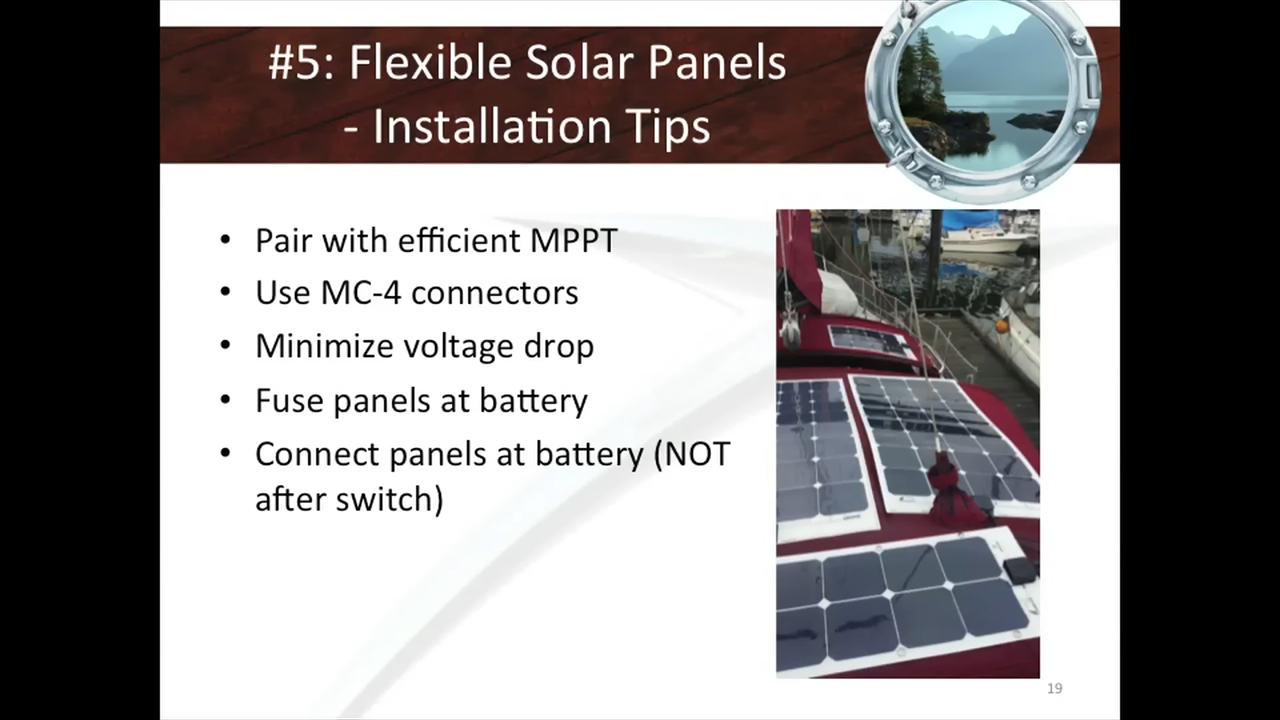 #5: Flexible Solar Panels
- Installation Tips
• Pair with efficient MPPT
• Use MC-4 connectors
• Minimize voltage drop
• Fuse panels at battery
• Connect panels at battery (NOT
after switch)
19